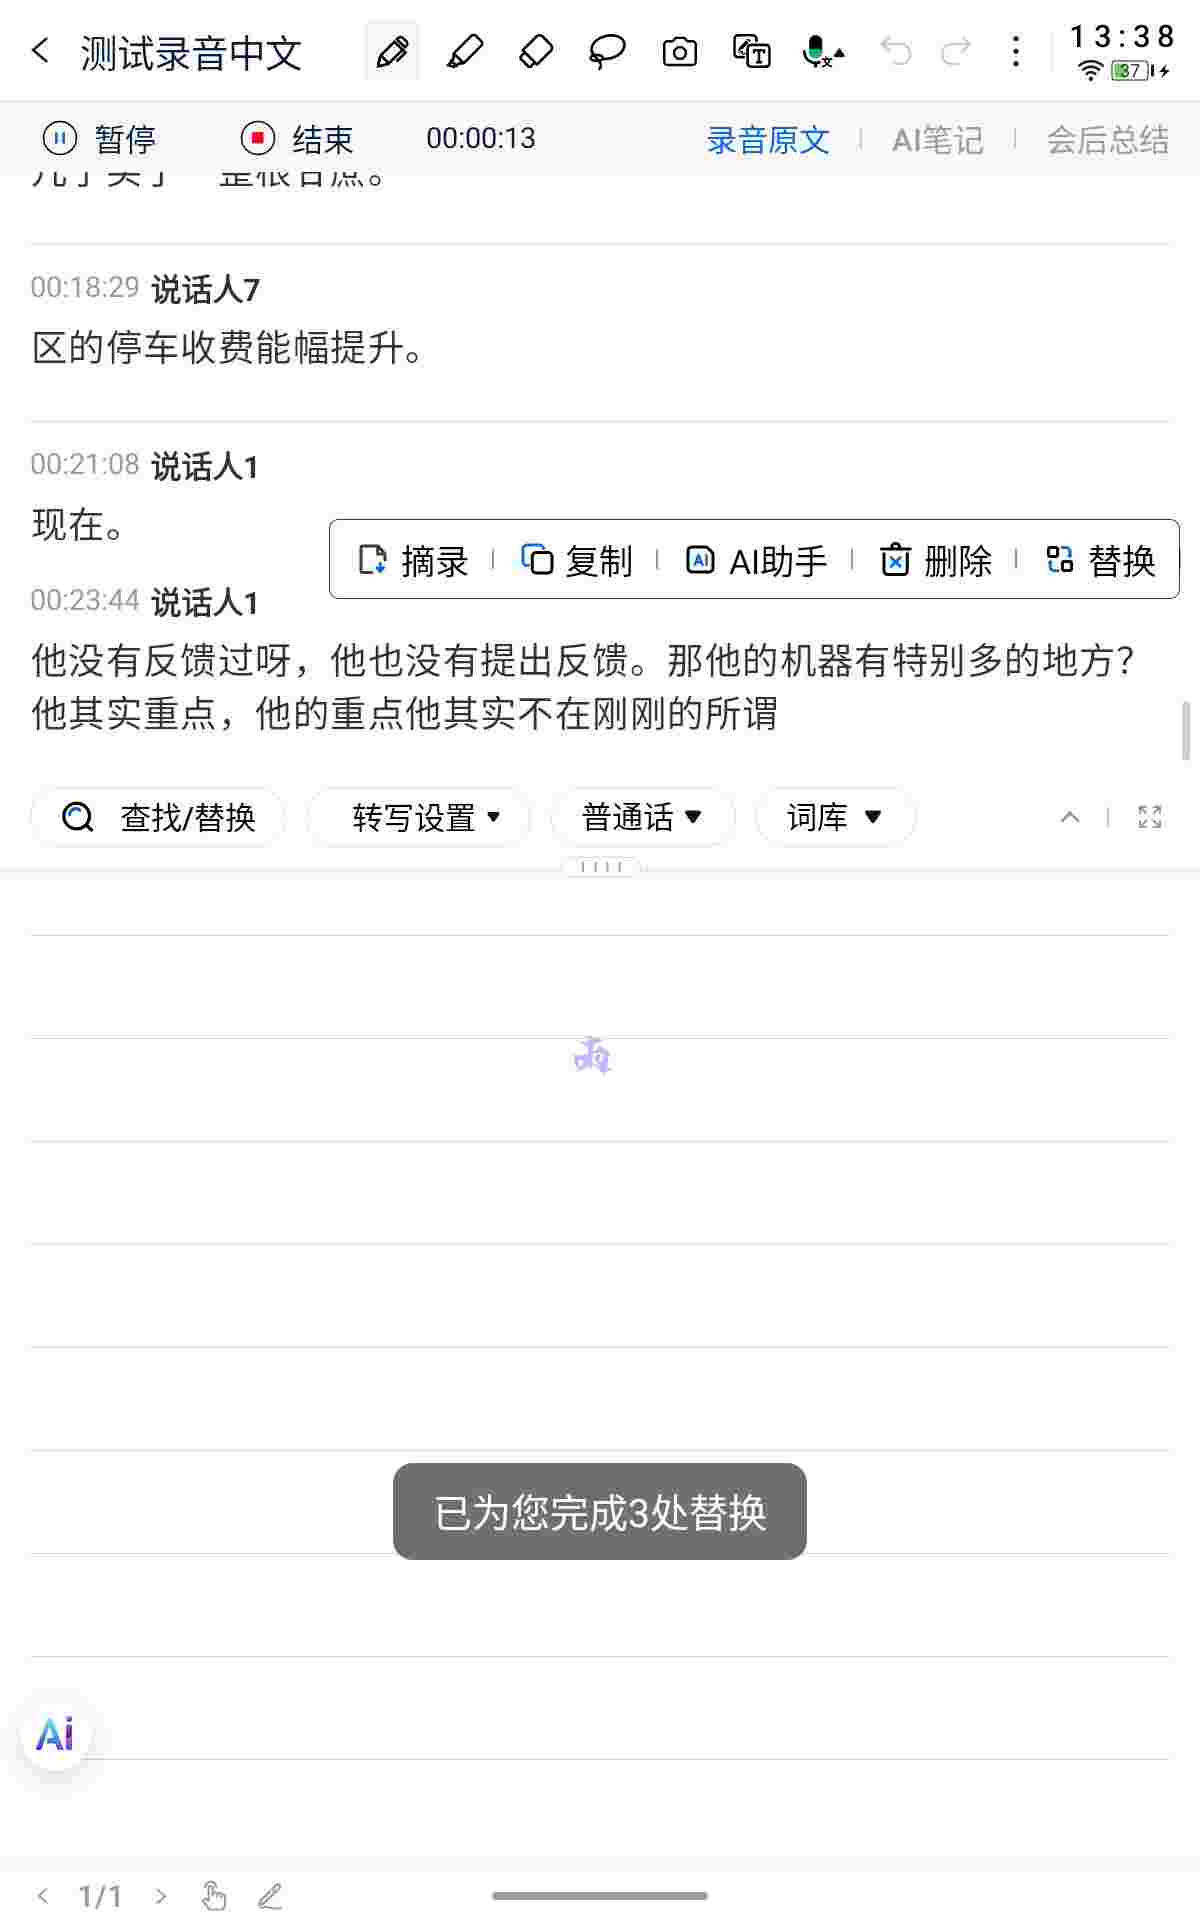 测试录音中文
13:38
37
暂停
结束
00:00:13
录音原文
AI笔记
会后总结
00:18:29 说话人7
区的停车收费能幅提升。
00:21:08 说话人1
现在。
摘录
复制
AI助手
删除
替换
00:23:44 说话人1
他没有反馈过呀，他也没有提出反馈。那他的机器有特别多的地方？
他其实重点，他的重点他其实不在刚刚的所谓
查找/替换
转写设置
普通话
词库
已为您完成3处替换
Ai
1/1